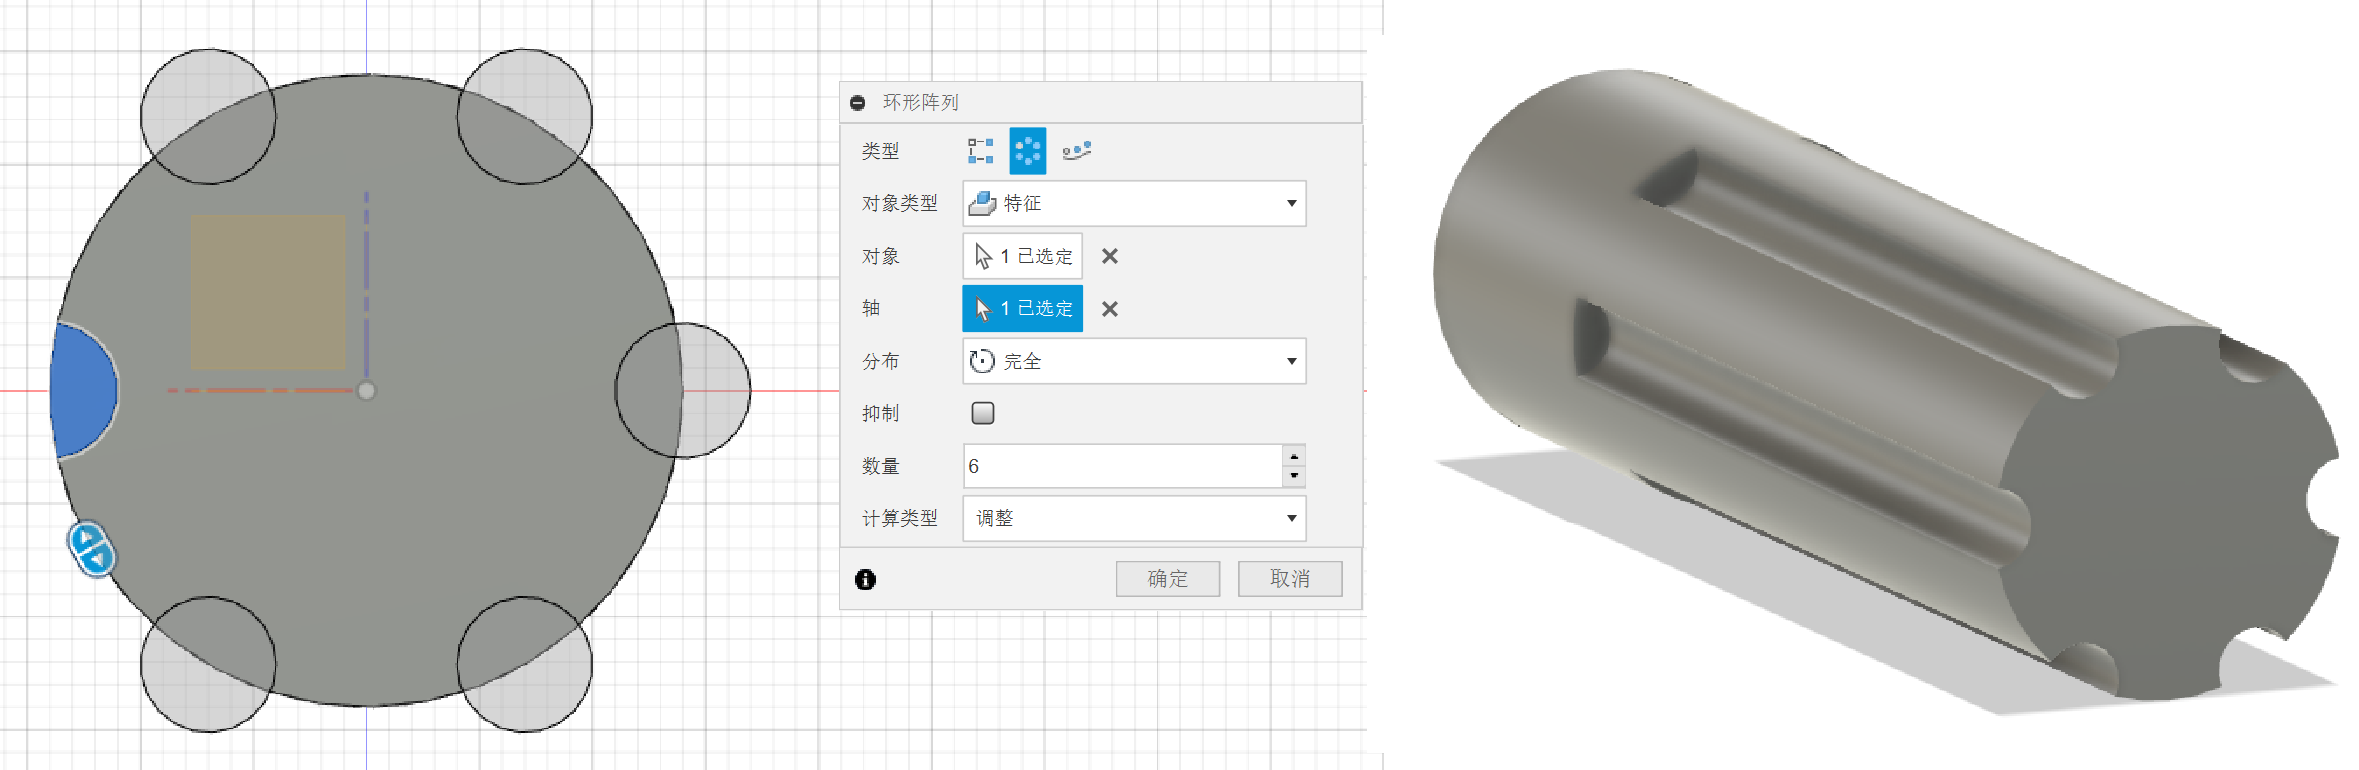 环形阵列
类型
对象类型 特征
对象 1 已选定
轴 1 已选定
分布 完全
抑制
数量 6
计算类型 调整
确定 取消